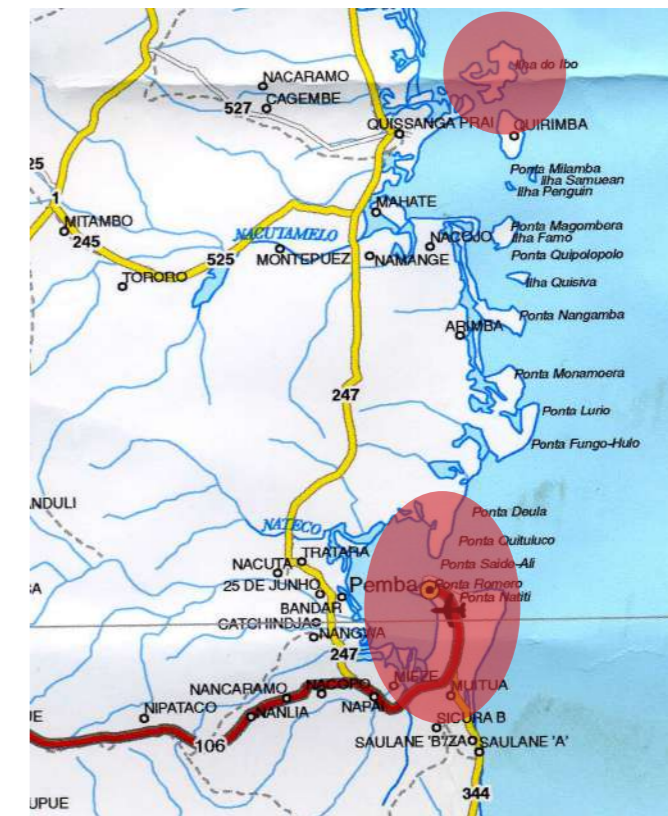 Ilha do Ibo
NACARAMO
CAGEMBE
527
QUISSANGA PRAI
QUIRIMBA
25
Ponta Milamba
Ilha Samuean
Ilha Penguin
1
MAHATE
MITAMBO
245
NACUTAMELO
NACOJO
Ponta Magombera
Ilha Famo
525
MONTEPUEZ
NAMANGE
Ponta Quipolopolo
TORORO
Ilha Quisiva
Ponta Nangamba
ARIMBA
Ponta Monamoera
247
Ponta Lurio
Ponta Fungo-Hulo
NDULI
Ponta Deula
NATECO
Ponta Quituluco
TRATARA
NACUTA
Ponta Saide-Ali
25 DE JUNHO
Pemba
Ponta Romero
Ponta Natiti
BANDAR
CATCHINDJA
NANGWA
247
MIEZE
NANCARAMO
NACOPO
MUITUA
NIPATACO
NANLIA
NAPAI
SICURA B
106
SAULANE 'B'/ZA
SAULANE 'A'
344
UPUE